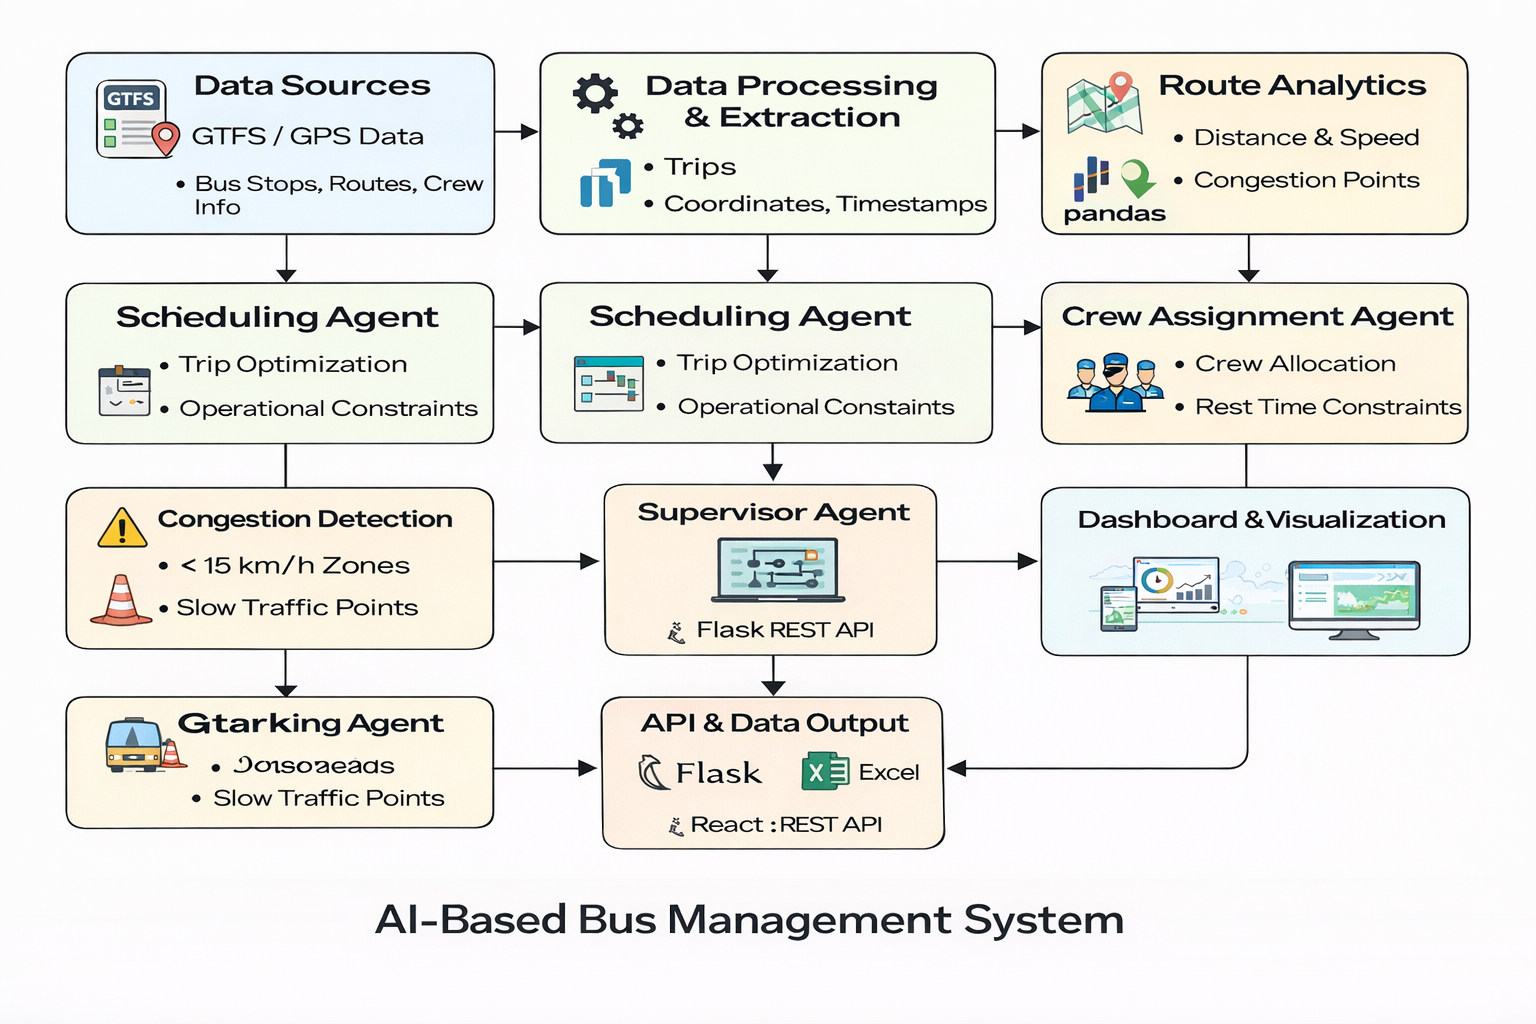 GTFS
Data Sources
GTFS / GPS Data
• Bus Stops, Routes, Crew
Info
Data Processing
& Extraction
• Trips
• Coordinates, Timestamps
Route Analytics
• Distance & Speed
• Congestion Points
pandas
Scheduling Agent
• Trip Optimization
• Operational Constraints
Scheduling Agent
• Trip Optimization
• Operational Constaints
Crew Assignment Agent
• Crew Allocation
• Rest Time Constraints
Congestion Detection
• < 15 km/h Zones
• Slow Traffic Points
Supervisor Agent
Flask REST API
Dashboard & Visualization
Gtarking Agent
• Slow Traffic Points
API & Data Output
Flask
X Excel
React : REST API
AI-Based Bus Management System